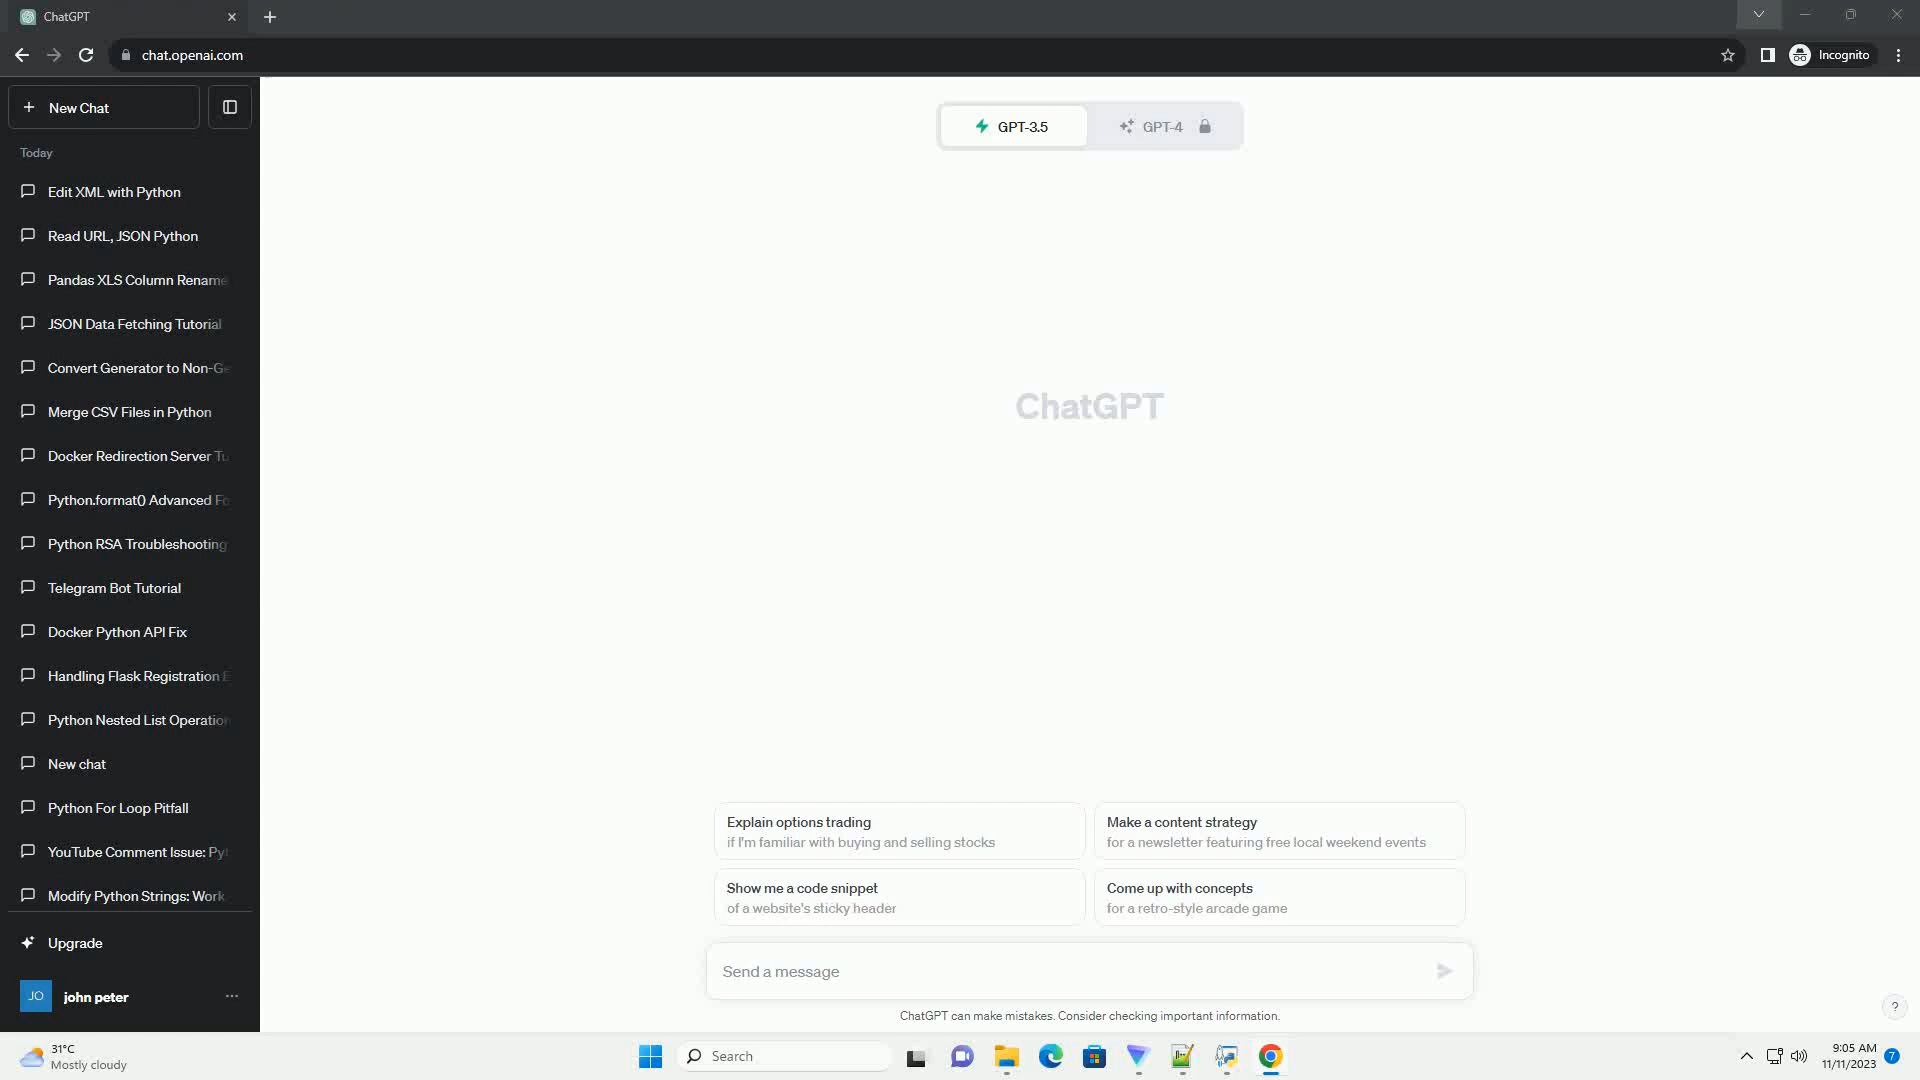 ChatGPT
chat.openai.com
Incognito
New Chat
GPT-3.5
GPT-4
Today
Edit XML with Python
Read URL, JSON Python
Pandas XLS Column Rename
JSON Data Fetching Tutorial
Convert Generator to Non-Ge
Merge CSV Files in Python
Docker Redirection Server Tu
Python.format() Advanced Fo
Python RSA Troubleshooting
Telegram Bot Tutorial
Docker Python API Fix
Handling Flask Registration E
Python Nested List Operation
New chat
Python For Loop Pitfall
YouTube Comment Issue: Pyt
Modify Python Strings: Work
Upgrade
JO john peter
ChatGPT
Explain options trading
if I'm familiar with buying and selling stocks
Make a content strategy
for a newsletter featuring free local weekend events
Show me a code snippet
of a website's sticky header
Come up with concepts
for a retro-style arcade game
Send a message
ChatGPT can make mistakes. Consider checking important information.
?
31°C
Mostly cloudy
Search
9:05 AM
11/11/2023
7